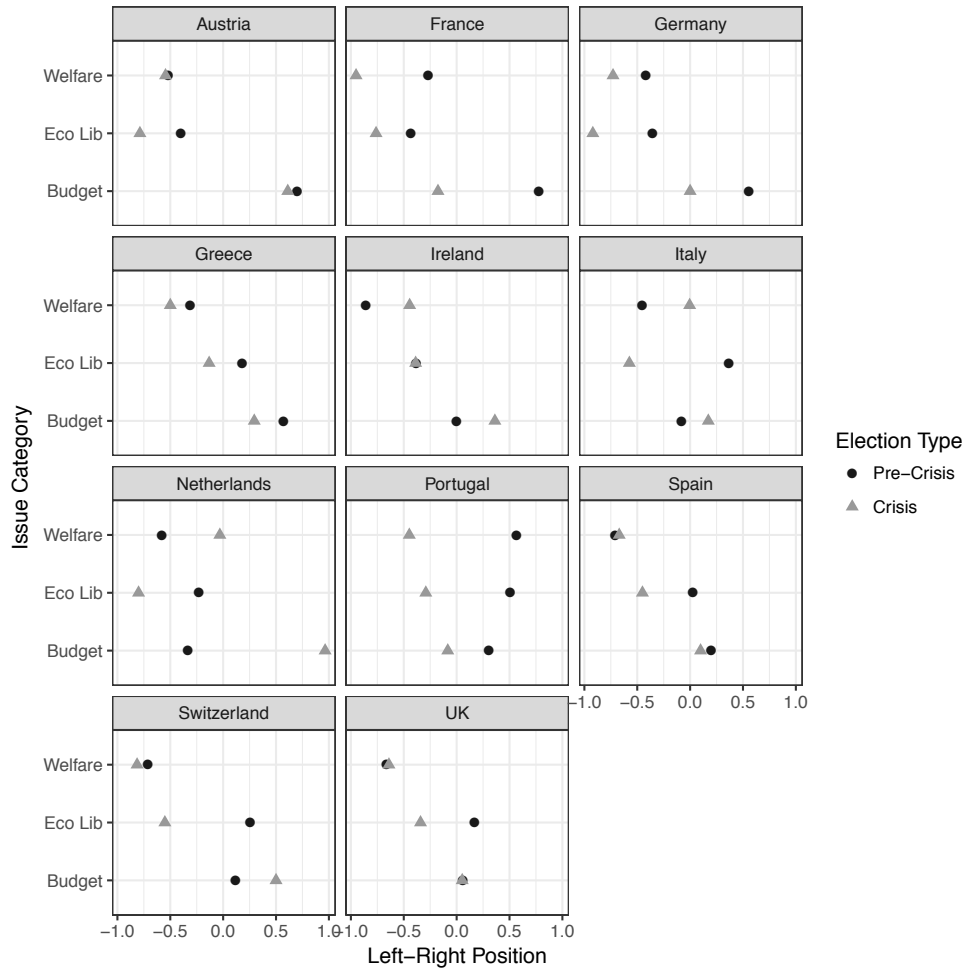 Austria France Germany
Welfare
Eco Lib
Budget
Greece Ireland Italy
Welfare
Eco Lib
Budget
Netherlands Portugal Spain
Welfare
Eco Lib
Budget
−1.0 −0.5 0.0 0.5 1.0
Switzerland UK
Welfare
Eco Lib
Budget
−1.0 −0.5 0.0 0.5 1.0 −1.0 −0.5 0.0 0.5 1.0
Left−Right Position
Issue Category
Election Type
Pre−Crisis
Crisis